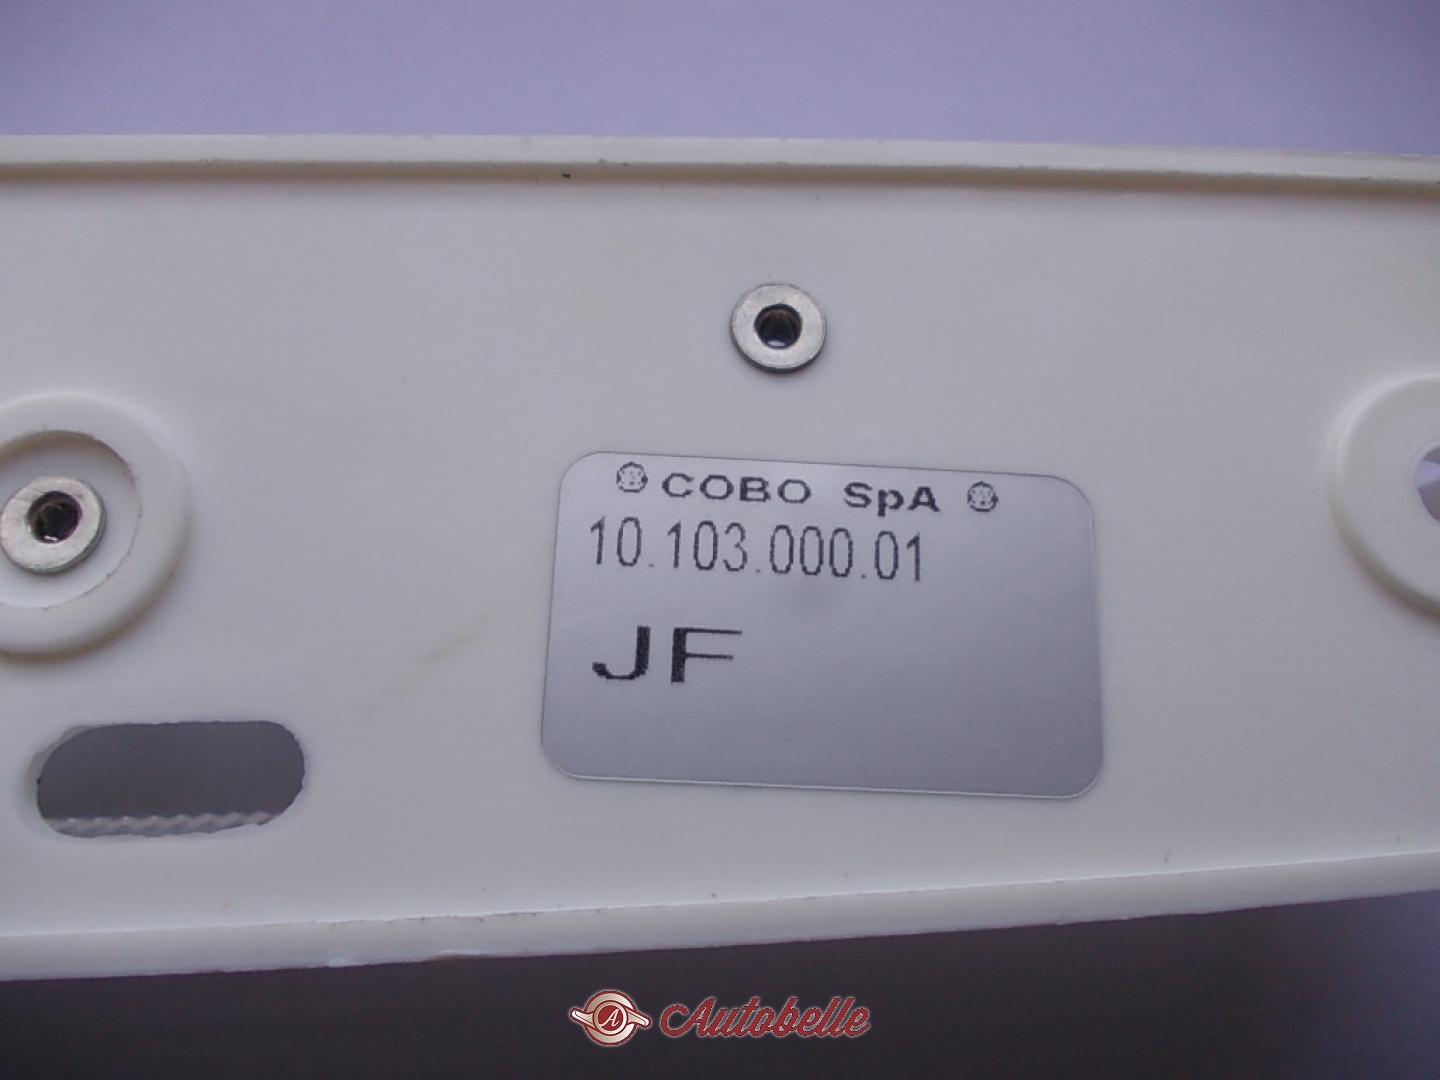 COBO SpA
10.103.000.01
JF
A Autobelle